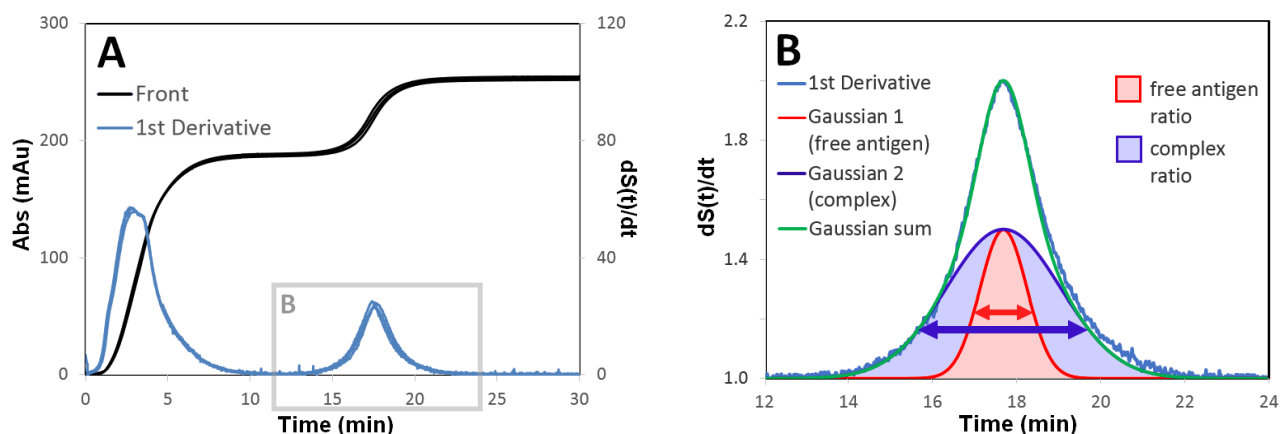 A
Front
1st Derivative
B
300
200
100
0
120
80
40
0
0
5
10
15
20
25
30
Abs (mAu)
dS(t)/dt
Time (min)
B
1st Derivative
Gaussian 1
(free antigen)
Gaussian 2
(complex)
Gaussian sum
free antigen
ratio
complex
ratio
2.2
1.8
1.4
1.0
12
14
16
18
20
22
24
dS(t)/dt
Time (min)